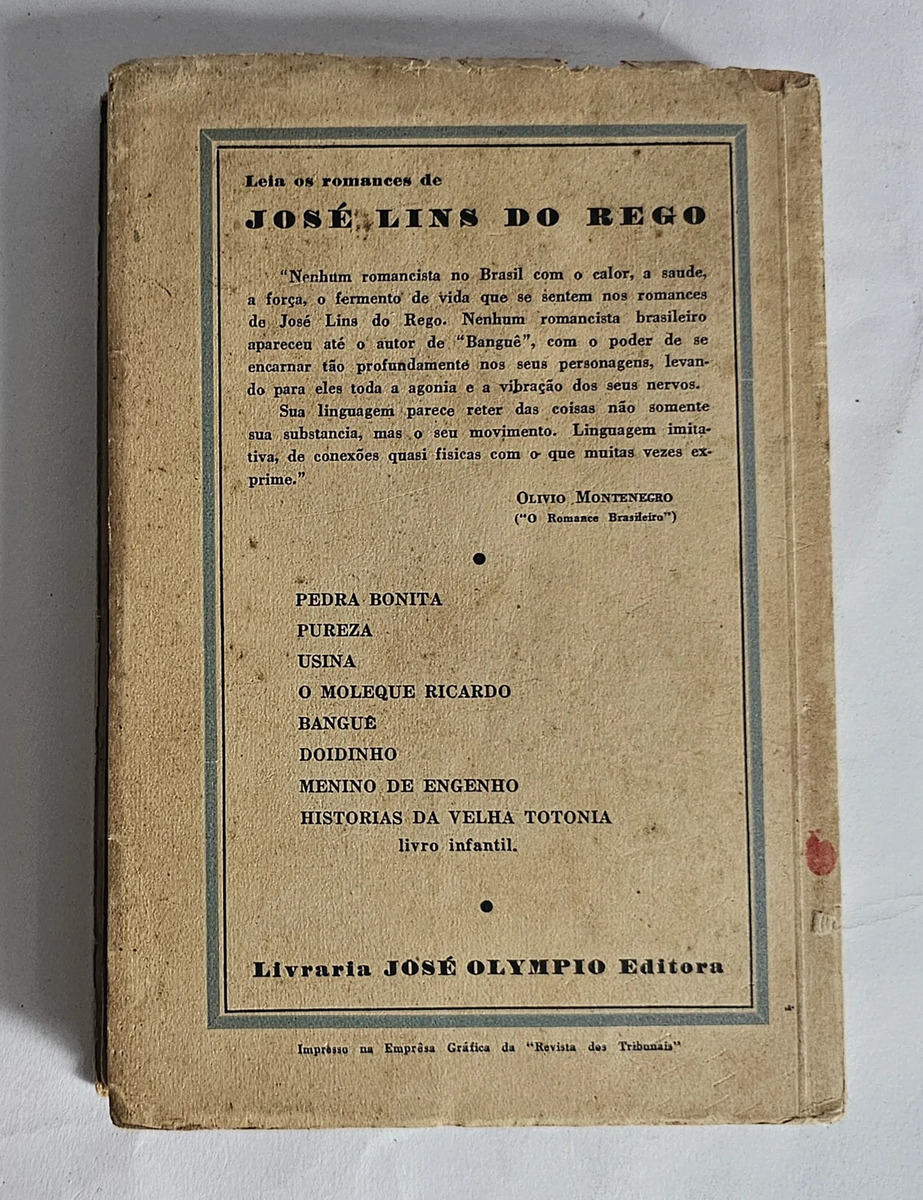 Leia os romances de
JOSÉ LINS DO REGO
"Nenhum romancista no Brasil com o calor, a saude,
a força, o fermento de vida que se sentem nos romances
de José Lins do Rego. Nenhum romancista brasileiro
apareceu até o autor de "Banguê", com o poder de se
encarnar tão profundamente nos seus personagens, levan-
do para eles toda a agonia e a vibração dos seus nervos.
Sua linguagem parece reter das coisas não somente
sua substancia, mas o seu movimento. Linguagem imita-
tiva, de conexões quasi físicas com o que muitas vezes ex-
prime."
OLIVIO MONTENEGRO
("O Romance Brasileiro")
PEDRA BONITA
PUREZA
USINA
O MOLEQUE RICARDO
BANGUÊ
DOIDINHO
MENINO DE ENGENHO
HISTORIAS DA VELHA TOTONIA
livro infantil.
Livraria JOSÉ OLYMPIO Editora
Impresso na Emprêsa Gráfica da "Revista dos Tribunais"